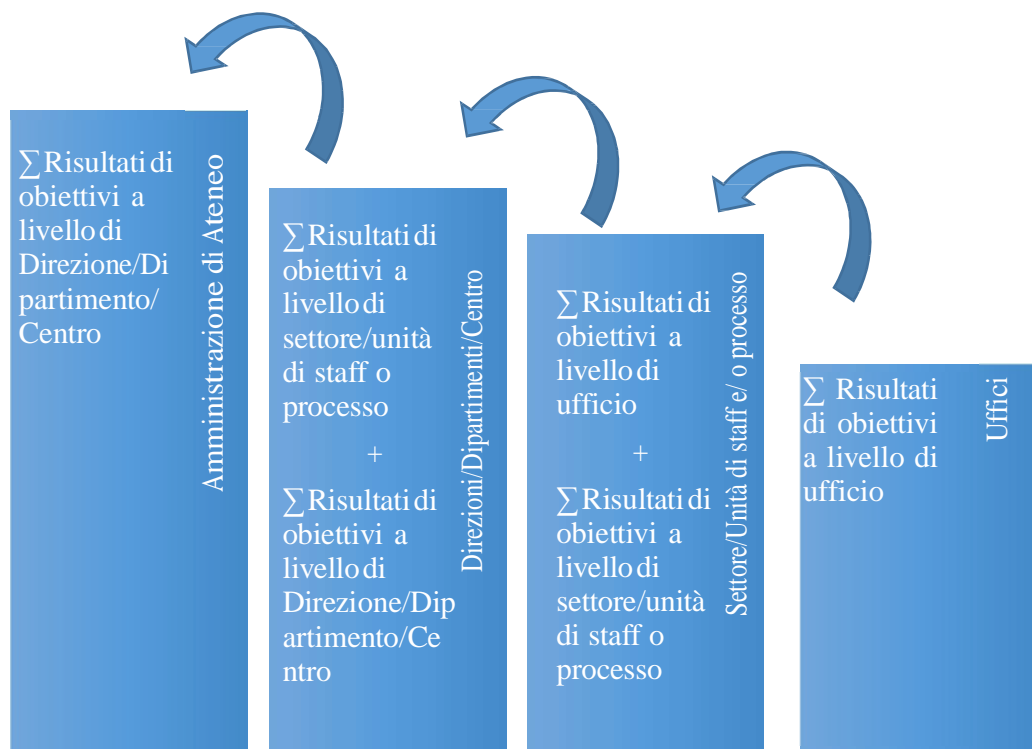 ∑Risultati di
obiettivi a
livello di
Direzione/Di
partimento/
Centro
Amministrazione di Ateneo
∑Risultati di
obiettivi a
livello di
settore/unità
di staff o
processo
+
∑Risultati di
obiettivi a
livello di
Direzione/Dip
artimento/Ce
ntro
Direzioni/Dipartimenti/Centro
∑Risultati di
obiettivi a
livello di
ufficio
+
∑Risultati di
obiettivi a
livello di
settore/unità
di staff o
processo
Settore/Unità di staff e/ o processo
∑ Risultati
di obiettivi
a livello di
ufficio
Uffici